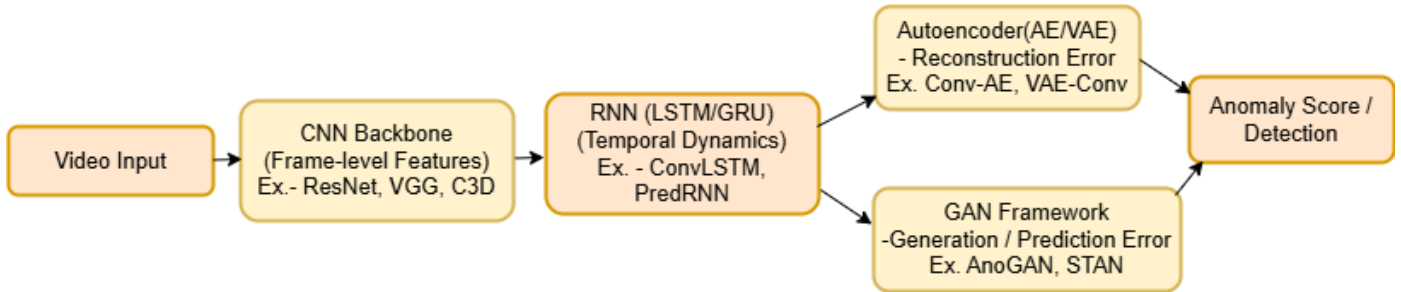 Video Input
CNN Backbone
(Frame-level Features)
Ex.- ResNet, VGG, C3D
RNN (LSTM/GRU)
(Temporal Dynamics)
Ex. - ConvLSTM,
PredRNN
Autoencoder(AE/VAE)
- Reconstruction Error
Ex. Conv-AE, VAE-Conv
GAN Framework
-Generation / Prediction Error
Ex. AnoGAN, STAN
Anomaly Score /
Detection